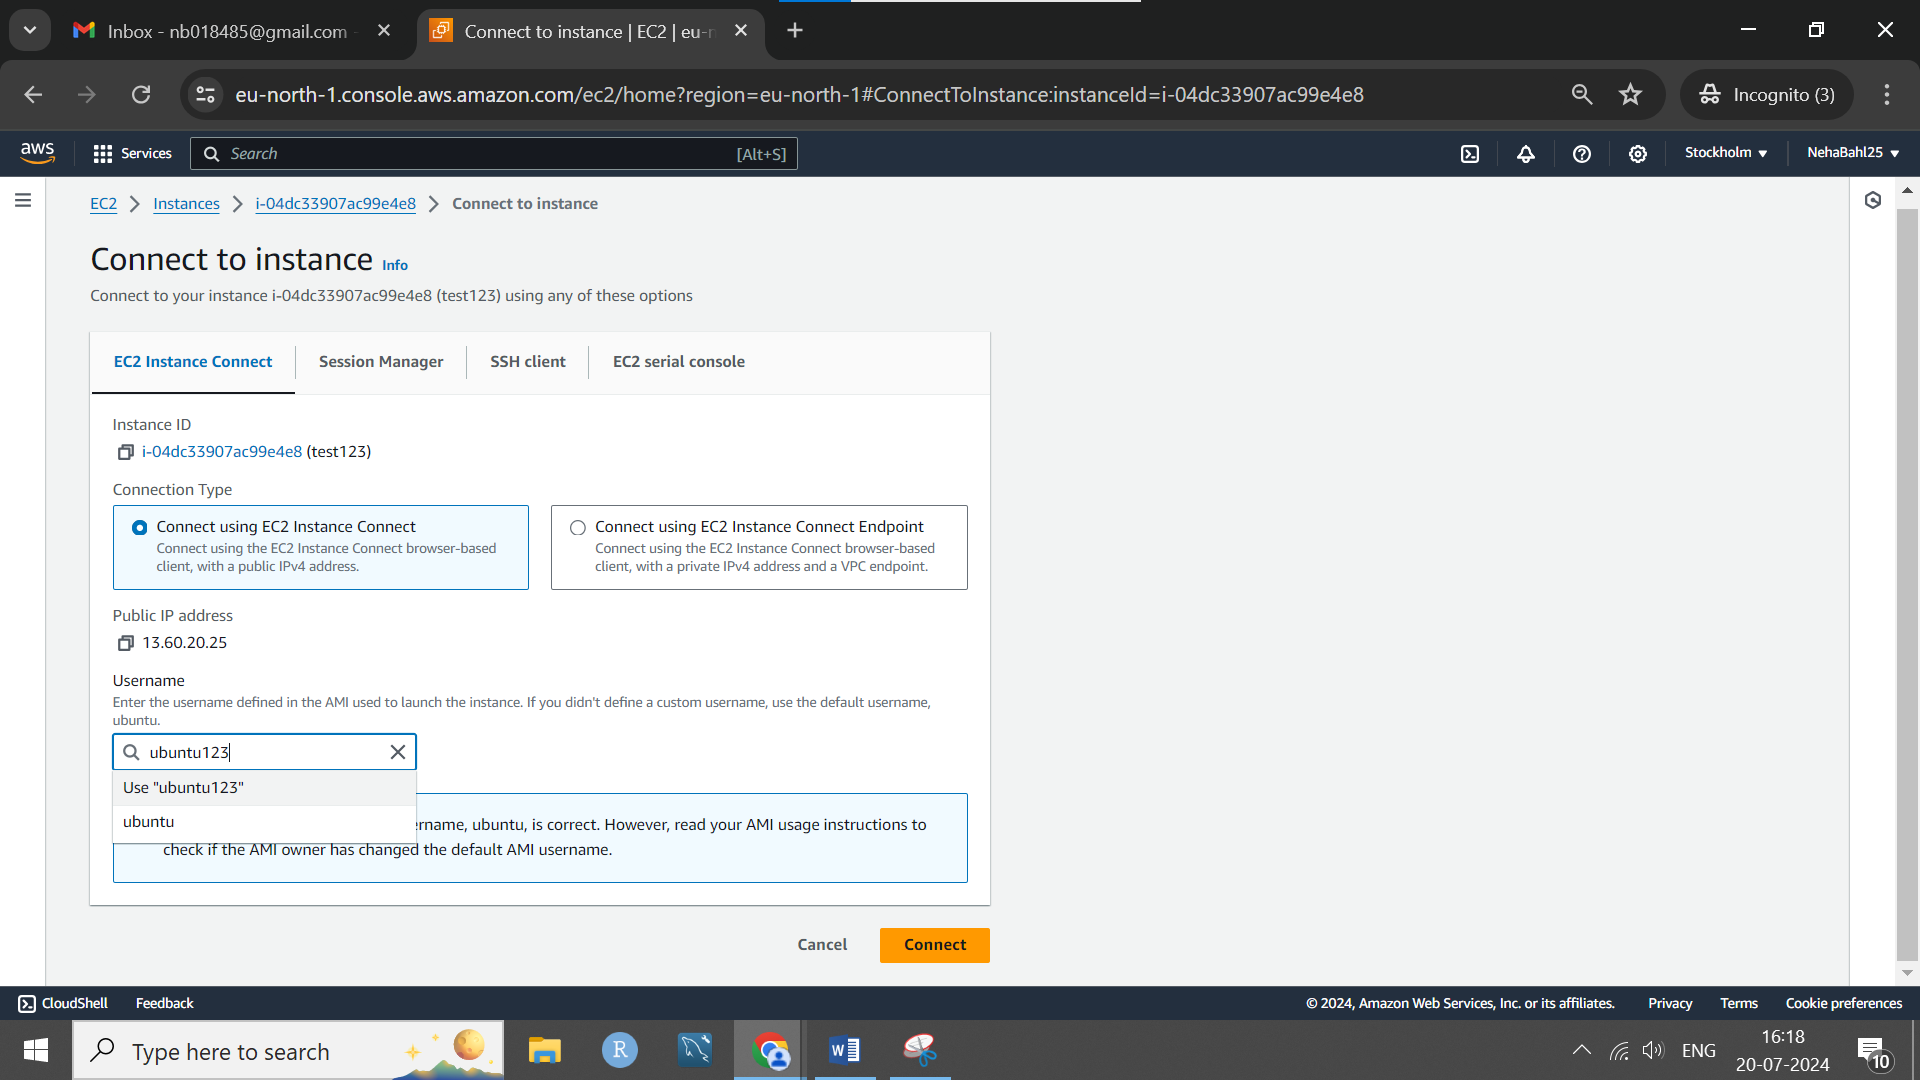 Inbox - nb018485@gmail.com
Connect to instance | EC2 | eu-n
eu-north-1.console.aws.amazon.com/ec2/home?region=eu-north-1#ConnectToInstance:instanceId=i-04dc33907ac99e4e8
Incognito (3)
aws
Services
Search
[Alt+S]
Stockholm
NehaBahl25
EC2
Instances
i-04dc33907ac99e4e8
Connect to instance
Connect to instance Info
Connect to your instance i-04dc33907ac99e4e8 (test123) using any of these options
EC2 Instance Connect
Session Manager
SSH client
EC2 serial console
Instance ID
i-04dc33907ac99e4e8 (test123)
Connection Type
Connect using EC2 Instance Connect
Connect using the EC2 Instance Connect browser-based
client, with a public IPv4 address.
Connect using EC2 Instance Connect Endpoint
Connect using the EC2 Instance Connect browser-based
client, with a private IPv4 address and a VPC endpoint.
Public IP address
13.60.20.25
Username
Enter the username defined in the AMI used to launch the instance. If you didn't define a custom username, use the default username,
ubuntu.
ubuntu123
Use "ubuntu123"
ubuntu
ername, ubuntu, is correct. However, read your AMI usage instructions to
check if the AMI owner has changed the default AMI username.
Cancel
Connect
CloudShell
Feedback
© 2024, Amazon Web Services, Inc. or its affiliates.
Privacy
Terms
Cookie preferences
Type here to search
R
W
ENG
16:18
20-07-2024
10